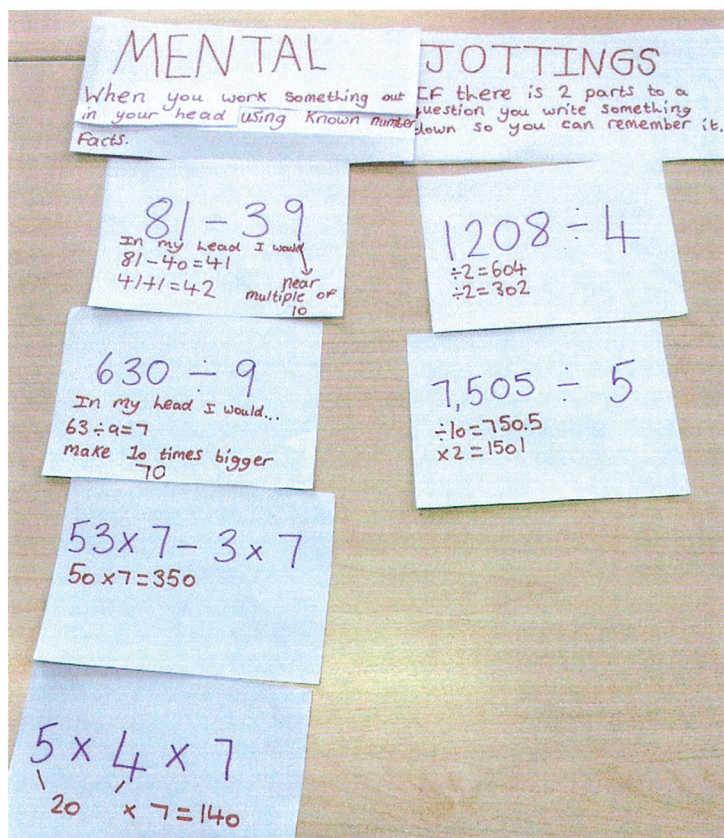 MENTAL
When you work something out
in your head using known number
facts.
81 - 39
In my head I would
81-40=41
41+1=42
near
multiple of
10
630 ÷ 9
In my head I would...
63÷9=7
make 10 times bigger
70
53×7- 3×7
50×7=350
5 × 4 × 7
20 × 7=140
JOTTINGS
IF there is 2 parts to a
question you write something
down so you can remember it.
1208 ÷ 4
÷2=604
÷2=302
7,505 ÷ 5
÷10=750.5
×2=1501